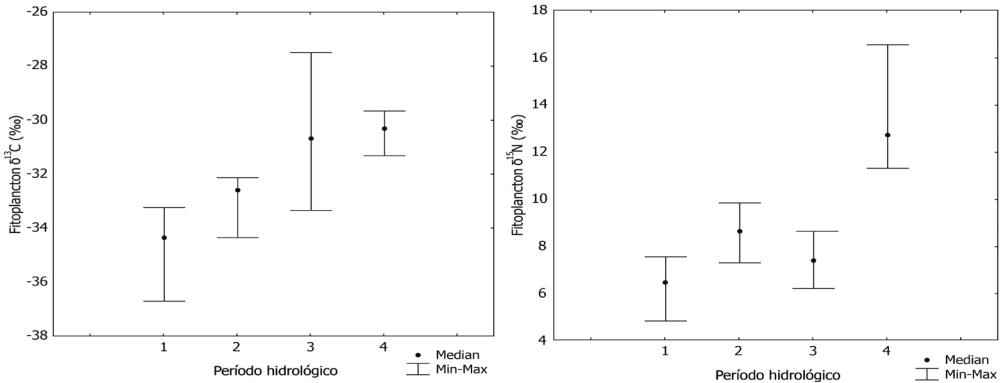 -26
-28
-30
-32
-34
-36
-38
Fitoplancton δ¹³C (‰)
1 2 3 4
Período hidrológico
Median
Min-Max
18
16
14
12
10
8
6
4
Fitoplancton δ¹⁵N (‰)
1 2 3 4
Período hidrológico
Median
Min-Max